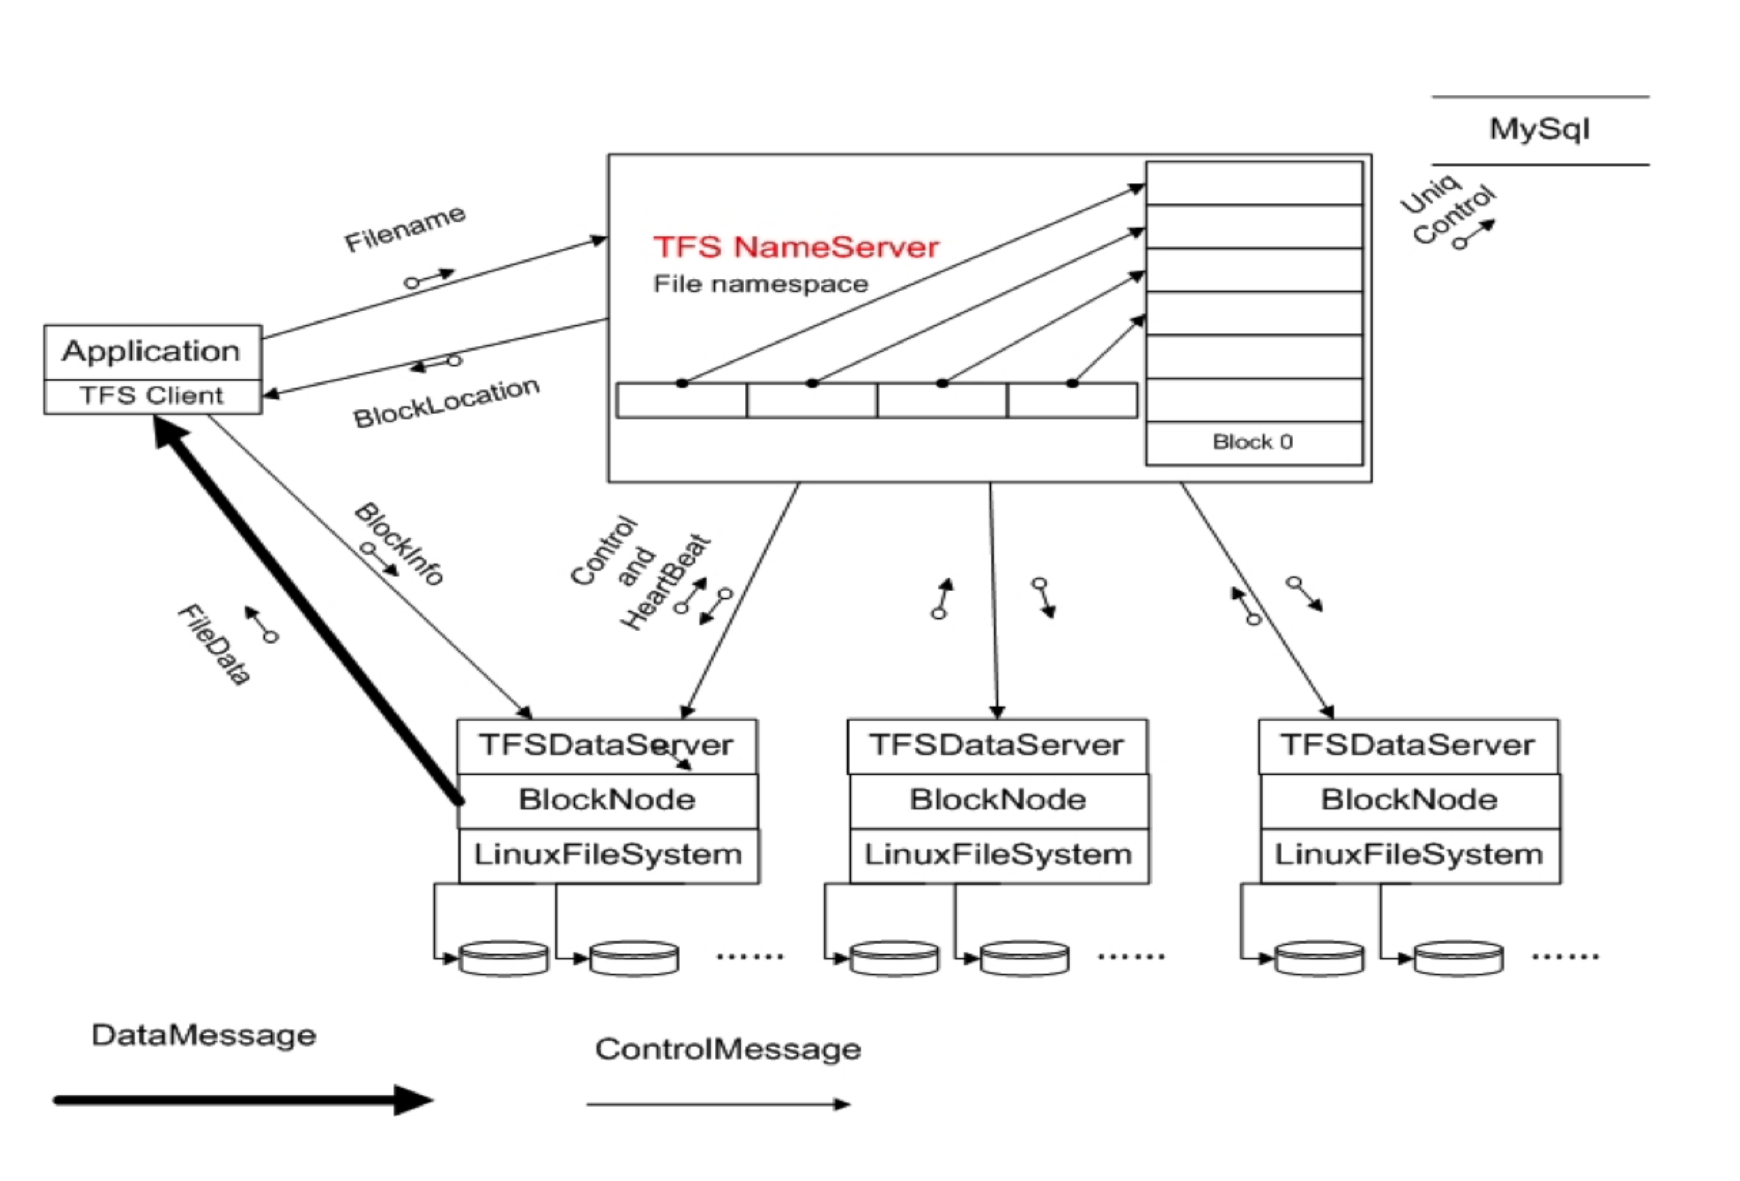 MySql
Uniq
Control
Filename
TFS NameServer
File namespace
Application
TFS Client
BlockLocation
Block 0
BlockInfo
FileData
Control
and
HeartBeat
TFSDataServer
BlockNode
LinuxFileSystem
......
TFSDataServer
BlockNode
LinuxFileSystem
......
TFSDataServer
BlockNode
LinuxFileSystem
......
DataMessage
ControlMessage